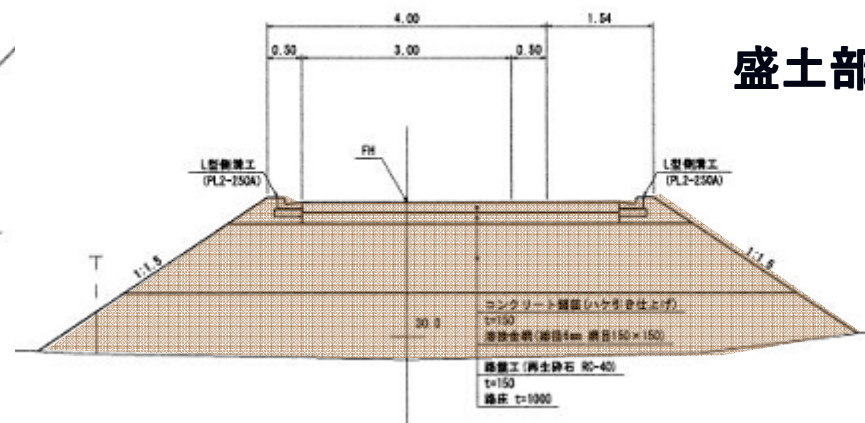 4.00
1.54
0.50
3.00
0.50
盛土部
FH
L型側溝工
(PL2-250A)
L型側溝工
(PL2-250A)
1:1.5
1:1.5
コンクリート舗装(ハケ引き仕上げ)
t=150
溶接金網(線径6mm 網目150×150)
30.0
路盤工(再生砕石 RC-40)
t=150
路床 t=1000